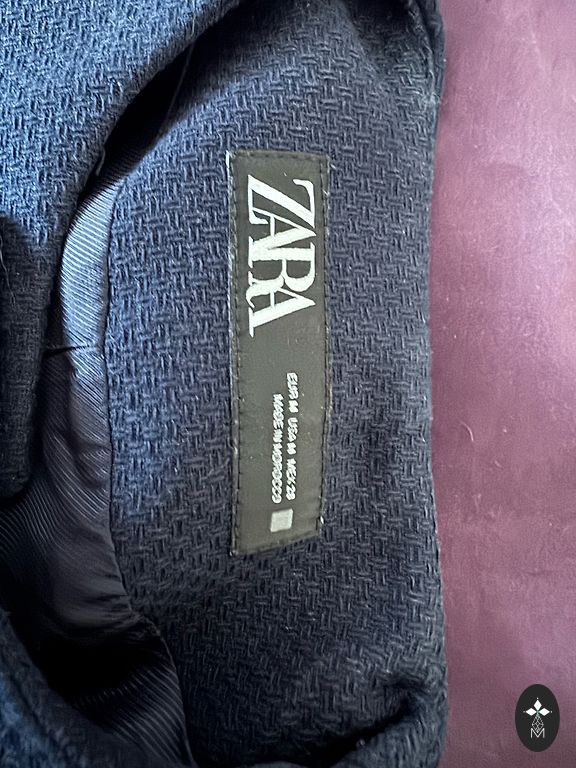 ZARA
EUR M USA M MEX 28
MADE IN MOROCCO
M